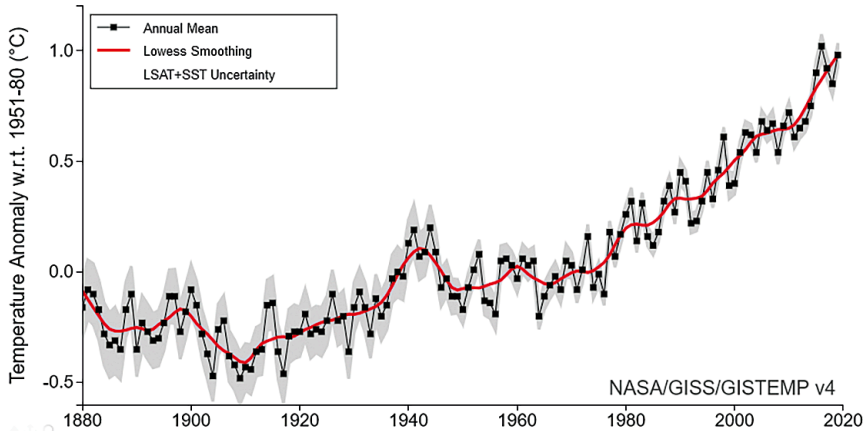 Annual Mean
Lowess Smoothing
LSAT+SST Uncertainty
Temperature Anomaly w.r.t. 1951-80 (°C)
1.0
0.5
0.0
-0.5
NASA/GISS/GISTEMP v4
1880 1900 1920 1940 1960 1980 2000 2020